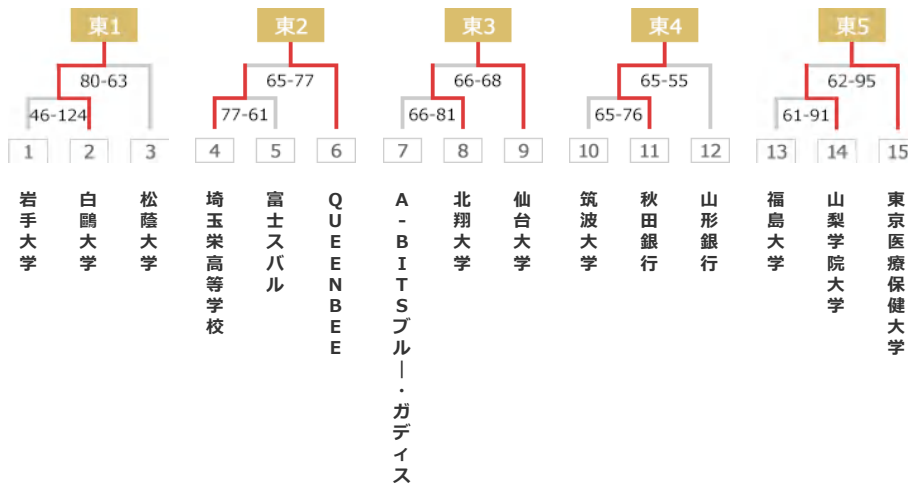 東1
東2
東3
東4
東5
80-63
65-77
66-68
65-55
62-95
46-124
77-61
66-81
65-76
61-91
1
2
3
4
5
6
7
8
9
10
11
12
13
14
15
岩手大学
白鷗大学
松蔭大学
埼玉栄高等学校
富士スバル
QUEENBEE
A-BITSブルー・ガディス
北翔大学
仙台大学
筑波大学
秋田銀行
山形銀行
福島大学
山梨学院大学
東京医療保健大学